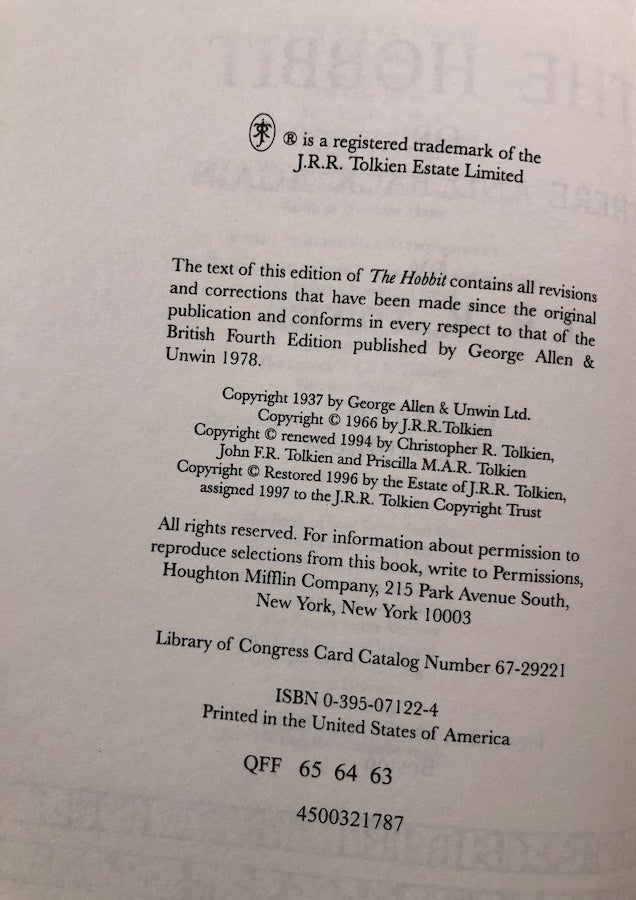 ® is a registered trademark of the
J.R.R. Tolkien Estate Limited
The text of this edition of The Hobbit contains all revisions
and corrections that have been made since the original
publication and conforms in every respect to that of the
British Fourth Edition published by George Allen &
Unwin 1978.
Copyright 1937 by George Allen & Unwin Ltd.
Copyright © 1966 by J.R.R.Tolkien
Copyright © renewed 1994 by Christopher R. Tolkien,
John F.R. Tolkien and Priscilla M.A.R. Tolkien
Copyright © Restored 1996 by the Estate of J.R.R. Tolkien,
assigned 1997 to the J.R.R. Tolkien Copyright Trust
All rights reserved. For information about permission to
reproduce selections from this book, write to Permissions,
Houghton Mifflin Company, 215 Park Avenue South,
New York, New York 10003
Library of Congress Card Catalog Number 67-29221
ISBN 0-395-07122-4
Printed in the United States of America
QFF 65 64 63
4500321787